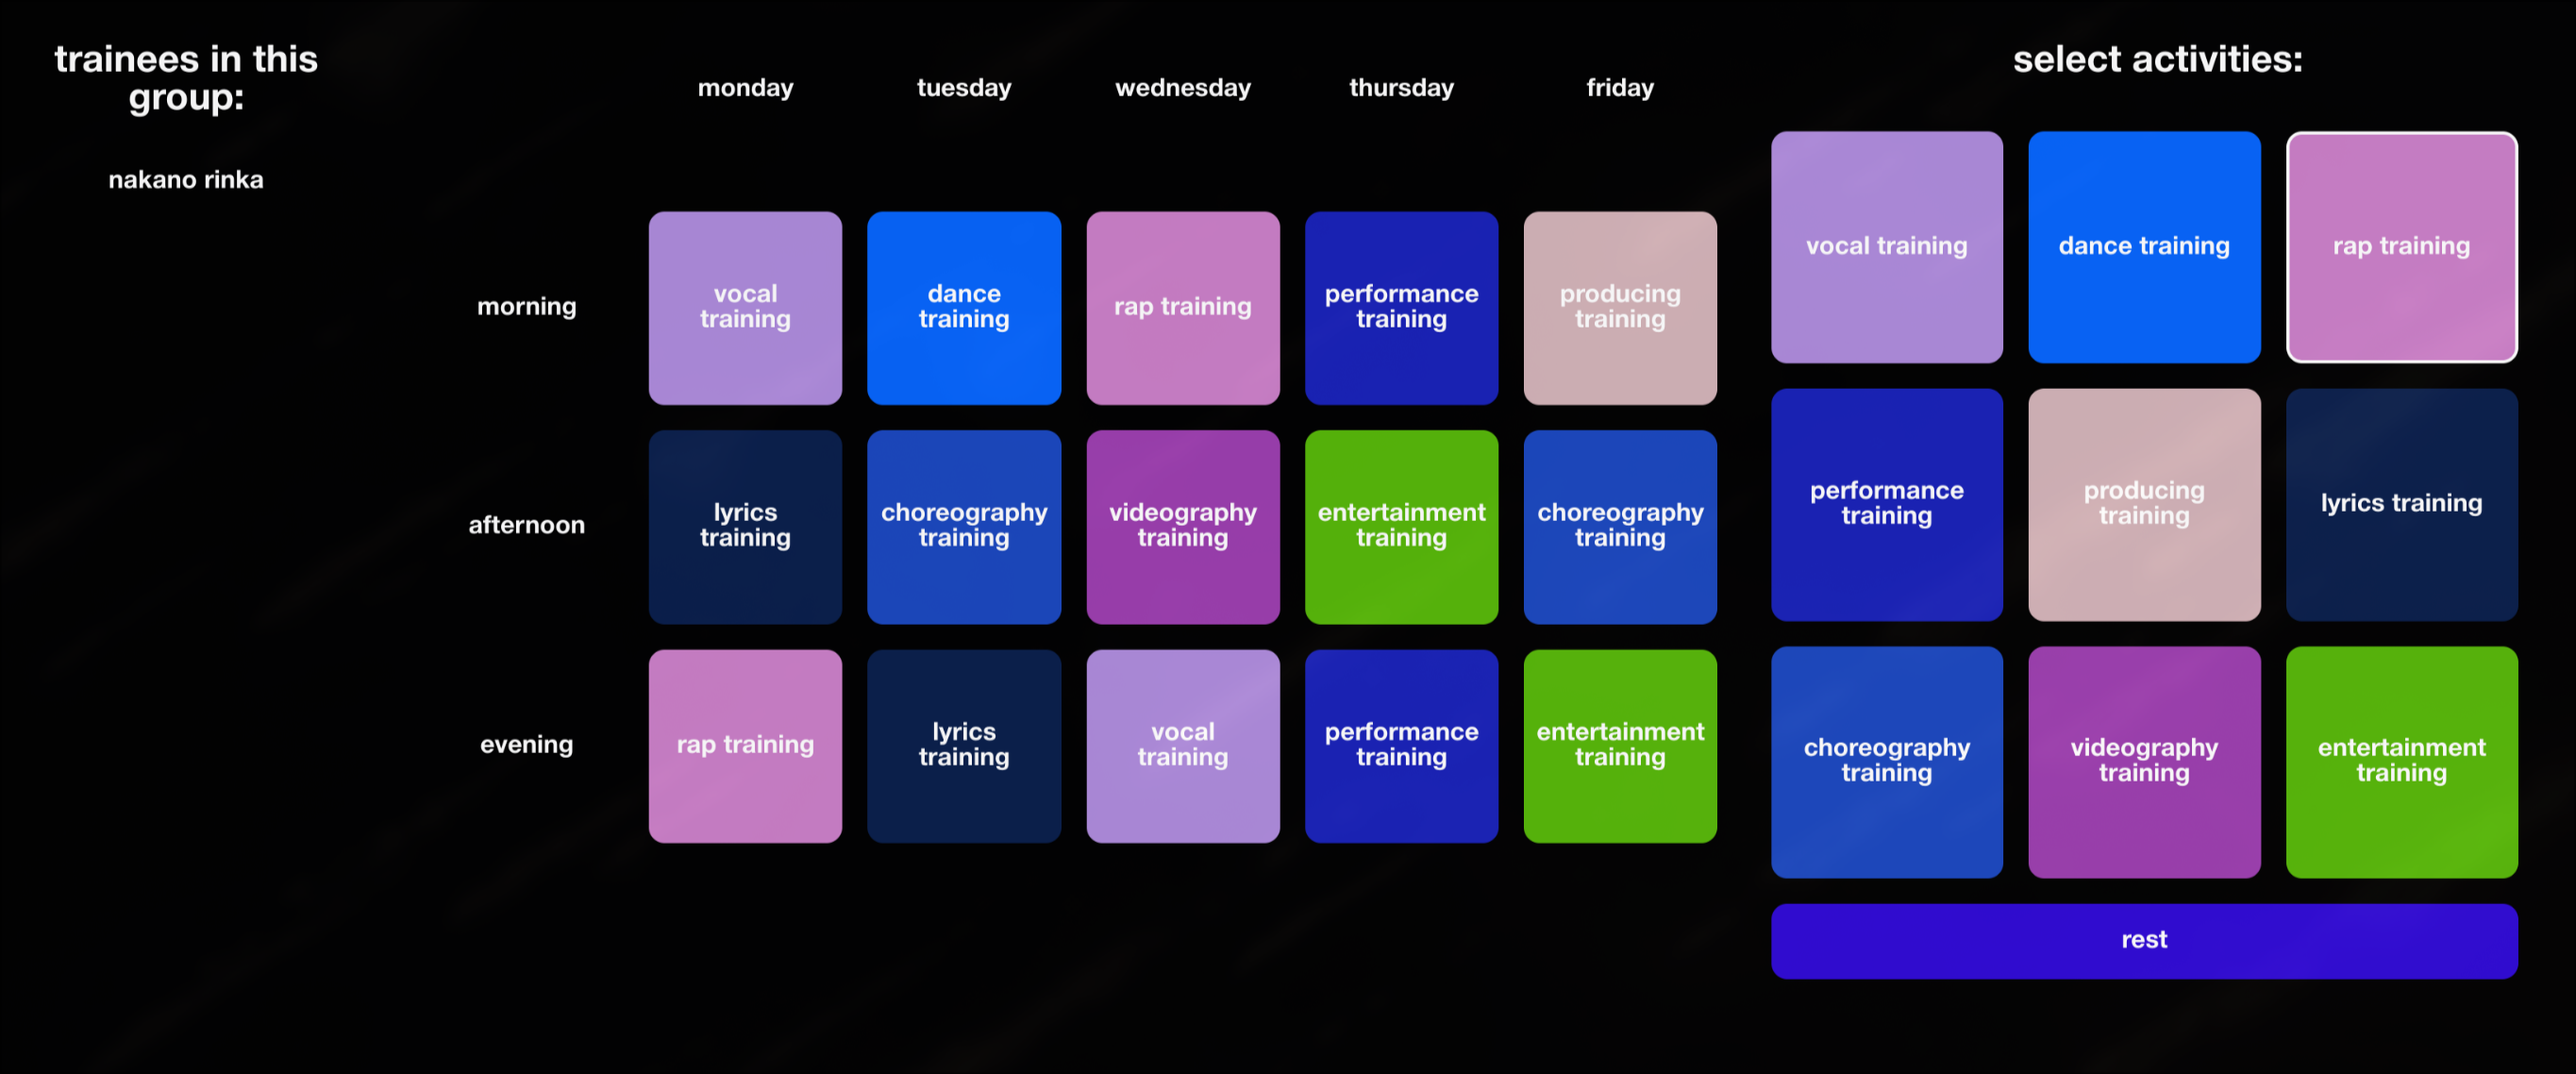 trainees in this
group:
nakano rinka
monday
tuesday
wednesday
thursday
friday
morning
vocal
training
dance
training
rap training
performance
training
producing
training
afternoon
lyrics
training
choreography
training
videography
training
entertainment
training
choreography
training
evening
rap training
lyrics
training
vocal
training
performance
training
entertainment
training
select activities:
vocal training
dance training
rap training
performance
training
producing
training
lyrics training
choreography
training
videography
training
entertainment
training
rest